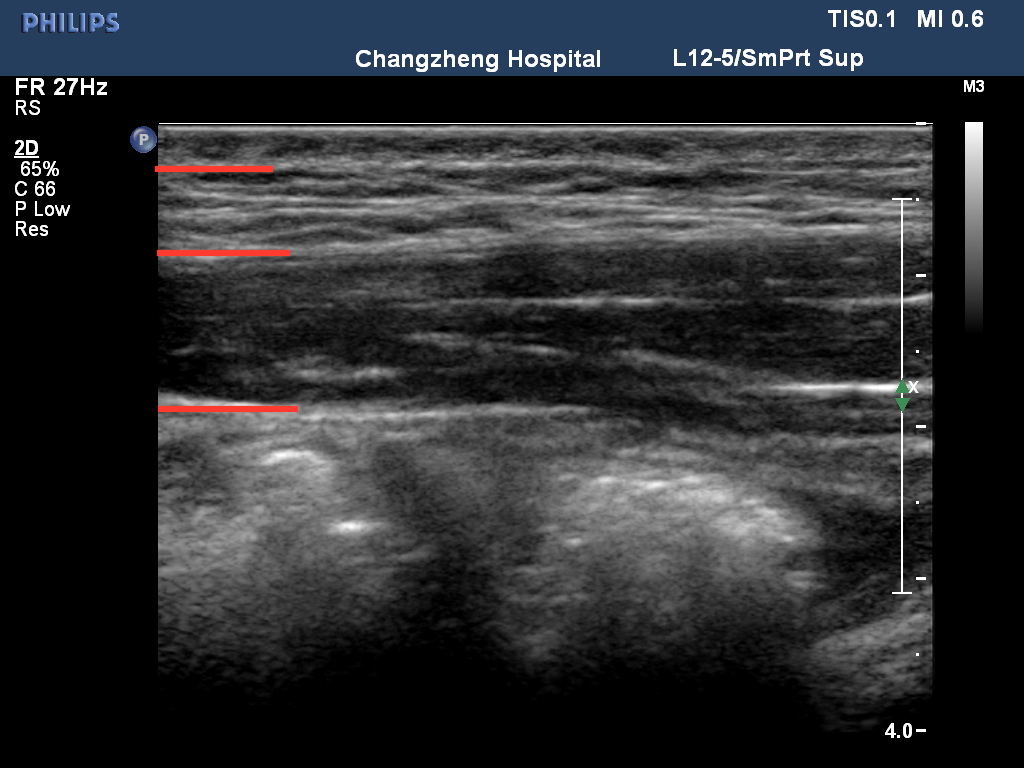 PHILIPS
TIS0.1 MI 0.6
Changzheng Hospital
L12-5/SmPrt Sup
FR 27Hz
RS
M3
P
2D
65%
C 66
P Low
Res
X
4.0